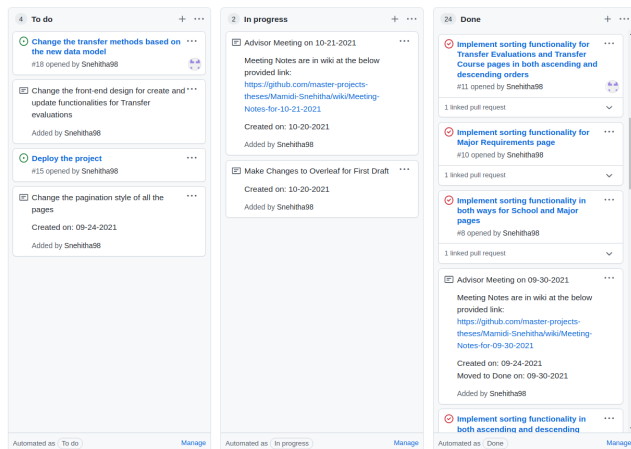 4 To do
Change the transfer methods based on
the new data model
#18 opened by Snehitha98
Change the front-end design for create and
update functionalities for Transfer
evaluations
Added by Snehitha98
Deploy the project
#15 opened by Snehitha98
Change the pagination style of all the
pages
Created on: 09-24-2021
Added by Snehitha98
Automated as To do Manage
2 In progress
Advisor Meeting on 10-21-2021
Meeting Notes are in wiki at the below
provided link:
https://github.com/master-projects-
theses/Mamidi-Snehitha/wiki/Meeting-
Notes-for-10-21-2021
Created on: 10-20-2021
Added by Snehitha98
Make Changes to Overleaf for First Draft
Created on: 10-20-2021
Added by Snehitha98
Automated as In progress Manage
24 Done
Implement sorting functionality for
Transfer Evaluations and Transfer
Course pages in both ascending and
descending orders
#11 opened by Snehitha98
1 linked pull request
Implement sorting functionality for
Major Requirements page
#10 opened by Snehitha98
1 linked pull request
Implement sorting functionality in
both ways for School and Major
pages
#8 opened by Snehitha98
1 linked pull request
Advisor Meeting on 09-30-2021
Meeting Notes are in wiki at the below
provided link:
https://github.com/master-projects-
theses/Mamidi-Snehitha/wiki/Meeting-
Notes-for-09-30-2021
Created on: 09-24-2021
Moved to Done on: 09-30-2021
Added by Snehitha98
Implement sorting functionality in
both ascending and descending
Automated as Done Manage